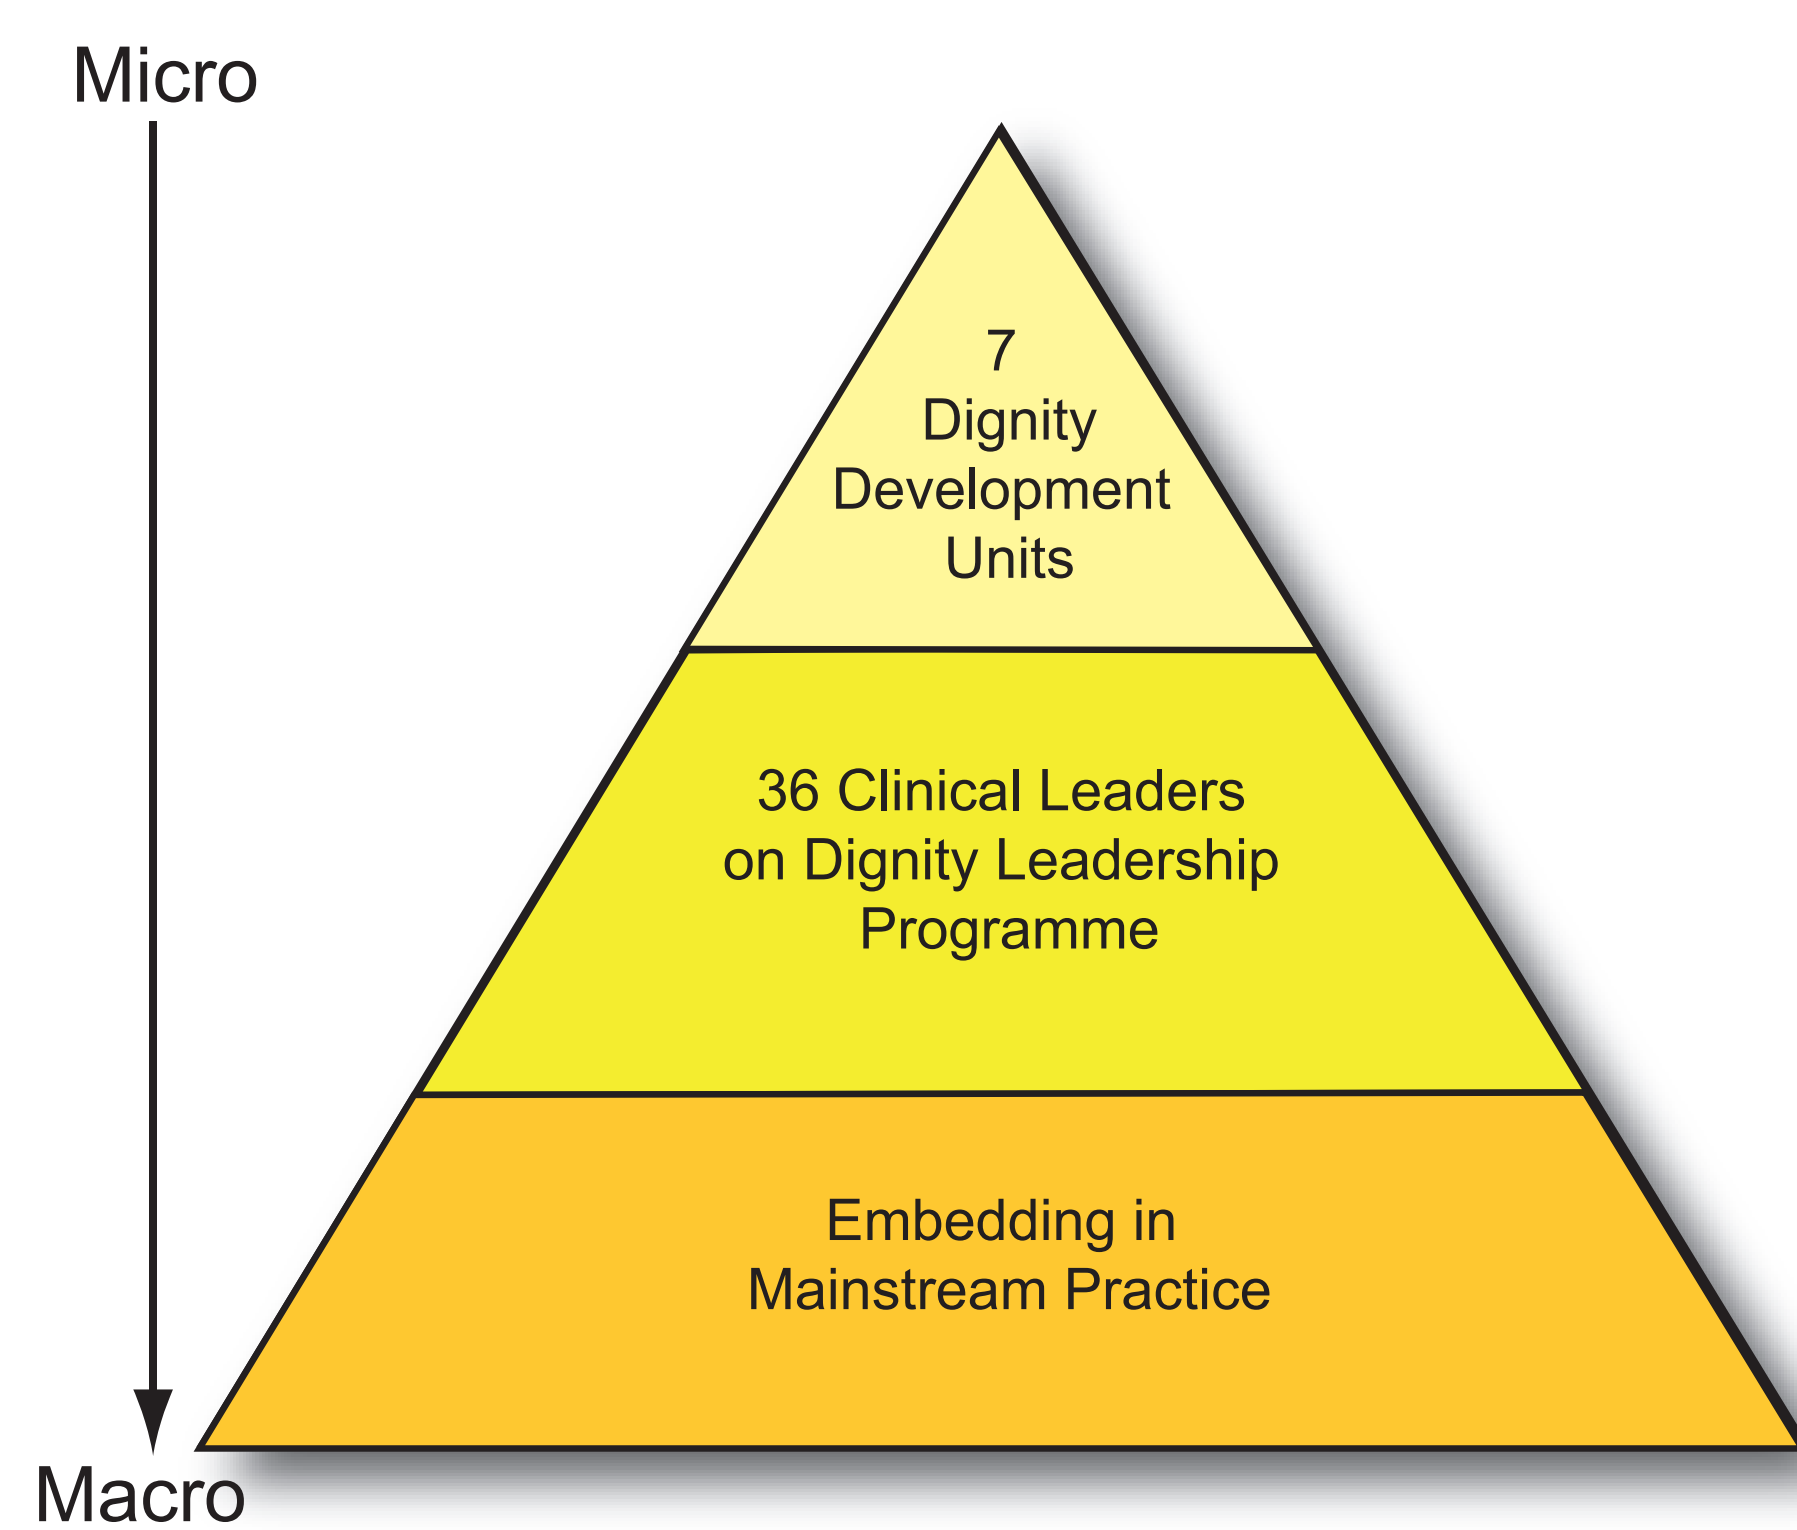 Micro
7
Dignity
Development
Units
36 Clinical Leaders
on Dignity Leadership
Programme
Embedding in
Mainstream Practice
Macro